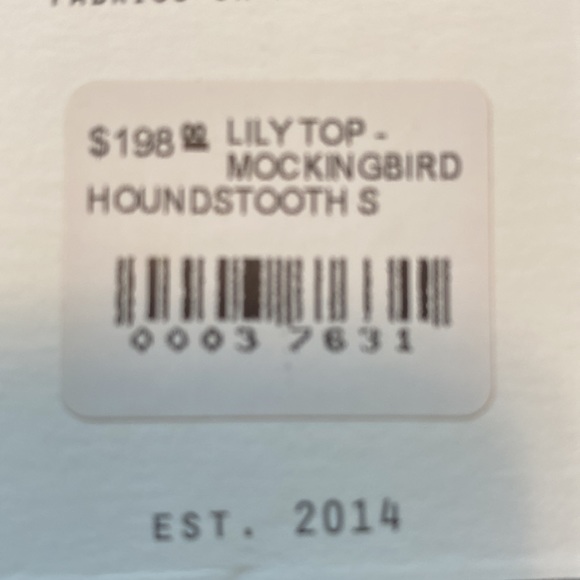 $198.00 LILY TOP -
MOCKINGBIRD
HOUNDSTOOTH S
0003 7631
EST. 2014